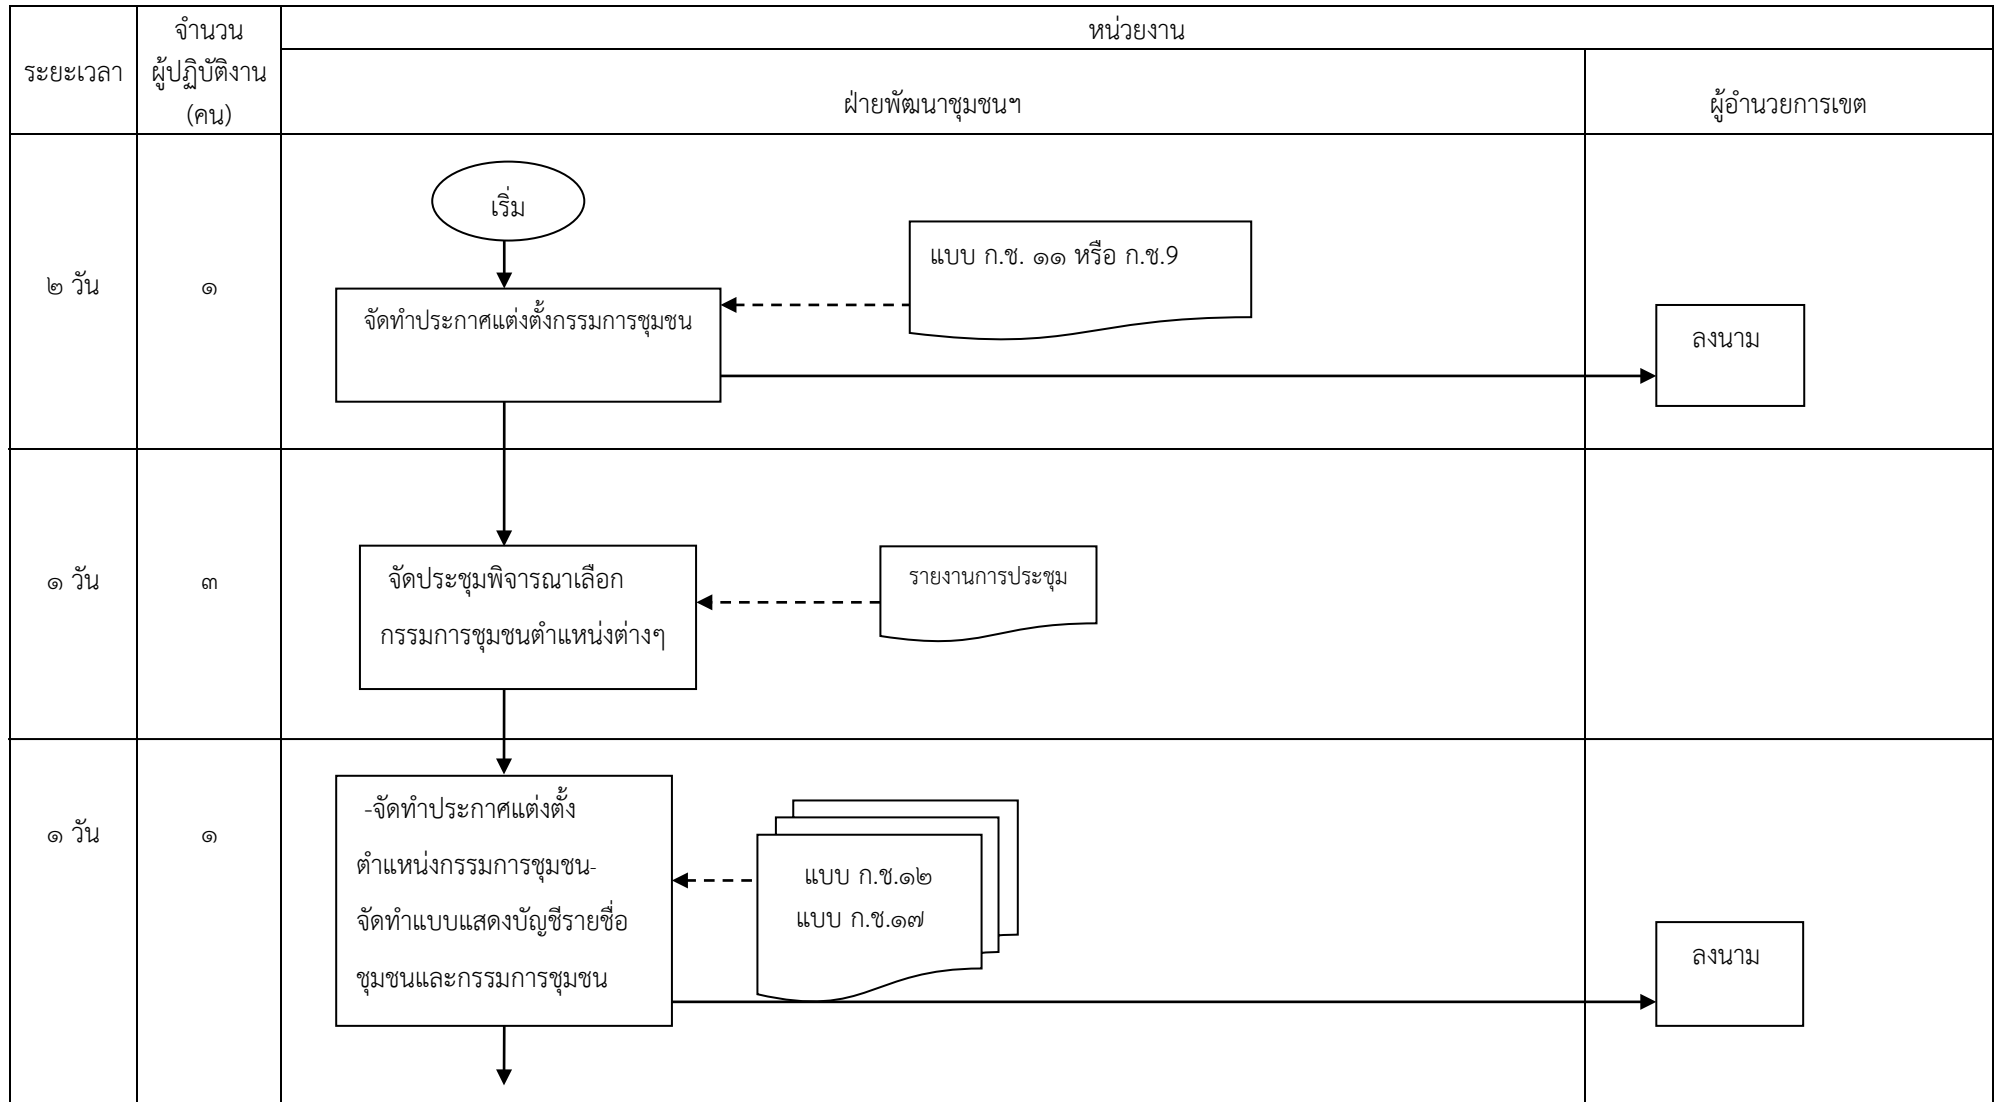 ระยะเวลา
จำนวน
ผู้ปฏิบัติงาน
(คน)
หน่วยงาน
ฝ่ายพัฒนาชุมชนฯ
ผู้อำนวยการเขต
เริ่ม
แบบ ก.ช. ๑๑ หรือ ก.ช.9
๒ วัน
๑
จัดทำประกาศแต่งตั้งกรรมการชุมชน
ลงนาม
๑ วัน
๓
จัดประชุมพิจารณาเลือก
กรรมการชุมชนตำแหน่งต่างๆ
รายงานการประชุม
๑ วัน
๑
-จัดทำประกาศแต่งตั้ง
ตำแหน่งกรรมการชุมชน-
จัดทำแบบแสดงบัญชีรายชื่อ
ชุมชนและกรรมการชุมชน
แบบ ก.ช.๑๒
แบบ ก.ช.๑๗
ลงนาม